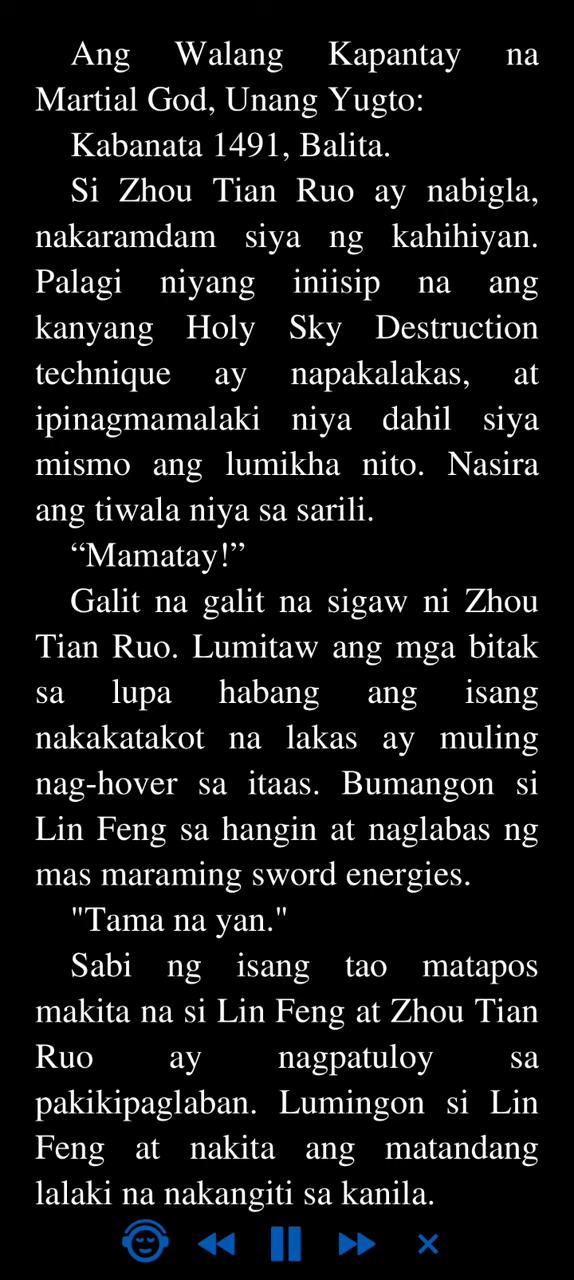 Ang Walang Kapantay na
Martial God, Unang Yugto:
Kabanata 1491, Balita.
Si Zhou Tian Ruo ay nabigla,
nakaramdam siya ng kahihiyan.
Palagi niyang iniisip na ang
kanyang Holy Sky Destruction
technique ay napakalakas, at
ipinagmamalaki niya dahil siya
mismo ang lumikha nito. Nasira
ang tiwala niya sa sarili.
“Mamatay!”
Galit na galit na sigaw ni Zhou
Tian Ruo. Lumitaw ang mga bitak
sa lupa habang ang isang
nakakatakot na lakas ay muling
nag-hover sa itaas. Bumangon si
Lin Feng sa hangin at naglabas ng
mas maraming sword energies.
"Tama na yan."
Sabi ng isang tao matapos
makita na si Lin Feng at Zhou Tian
Ruo ay nagpatuloy sa
pakikipaglaban. Lumingon si Lin
Feng at nakita ang matandang
lalaki na nakangiti sa kanila.